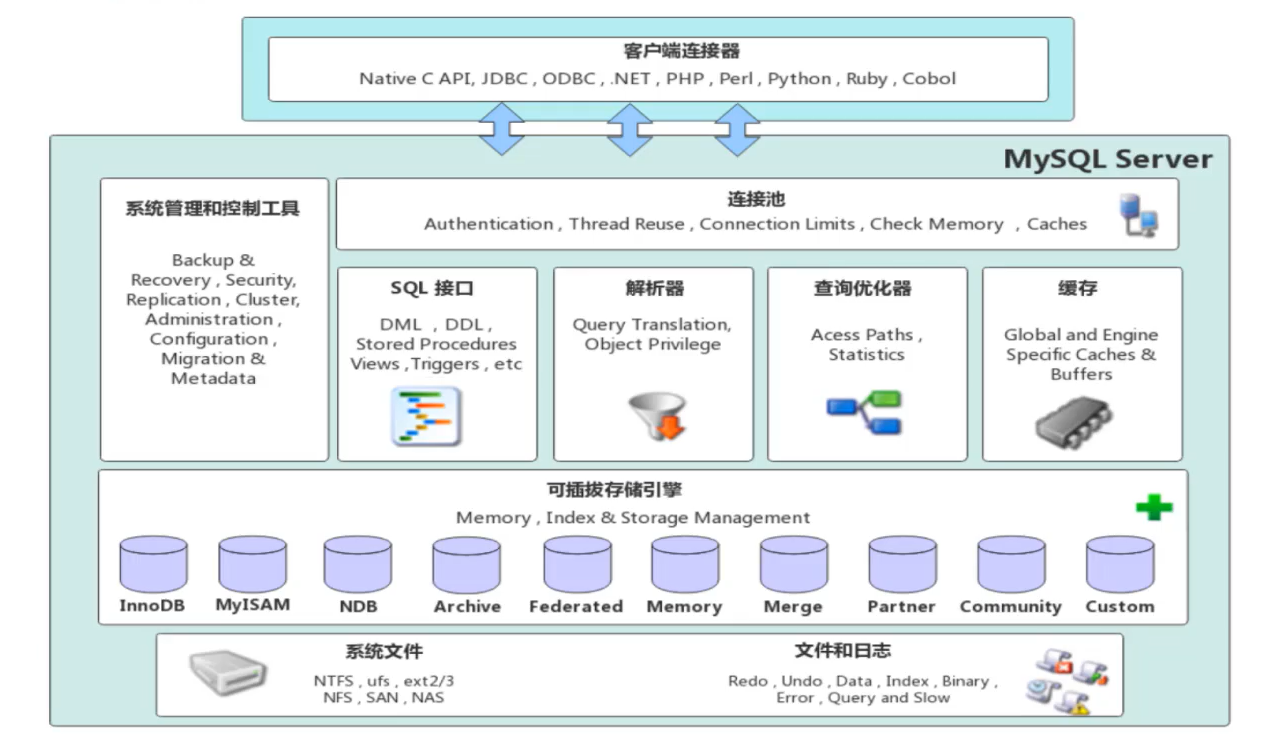 客户端连接器
Native C API, JDBC , ODBC , .NET , PHP , Perl , Python , Ruby , Cobol
MySQL Server
系统管理和控制工具
Backup &
Recovery , Security,
Replication , Cluster,
Administration ,
Configuration ,
Migration &
Metadata
连接池
Authentication , Thread Reuse , Connection Limits , Check Memory , Caches
SQL 接口
DML , DDL ,
Stored Procedures
Views ,Triggers , etc
解析器
Query Translation,
Object Privilege
查询优化器
Acess Paths ,
Statistics
缓存
Global and Engine
Specific Caches &
Buffers
可插拔存储引擎
Memory , Index & Storage Management
InnoDB
MyISAM
NDB
Archive
Federated
Memory
Merge
Partner
Community
Custom
系统文件
NTFS , ufs , ext2/3
NFS , SAN , NAS
文件和日志
Redo , Undo , Data , Index , Binary ,
Error , Query and Slow